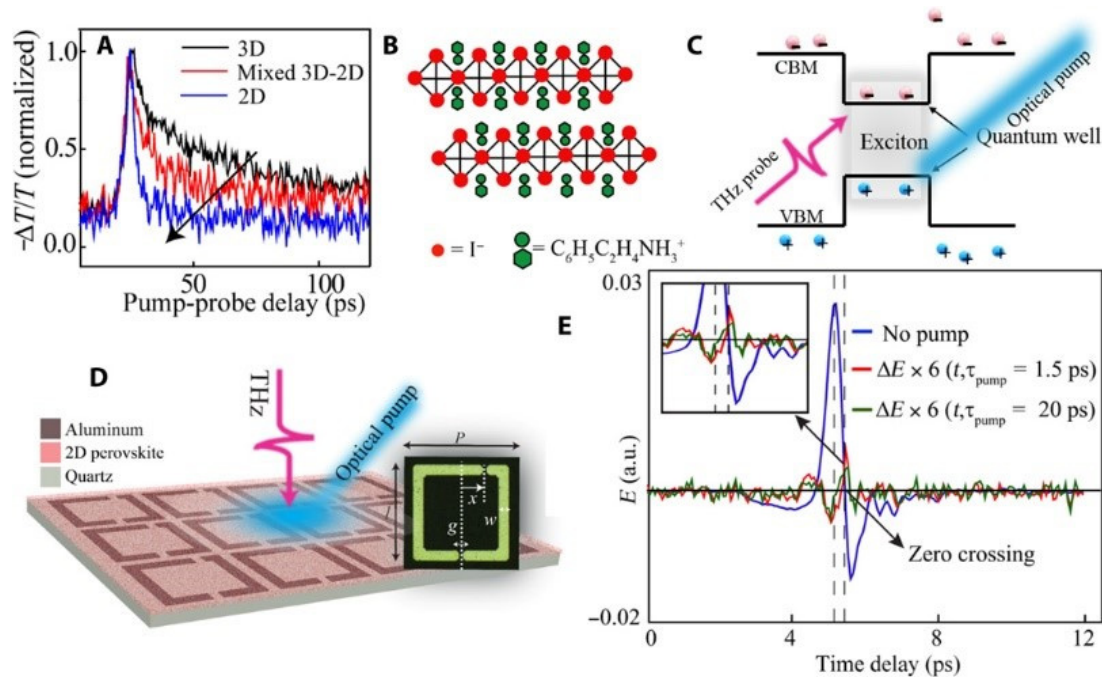 A
3D
Mixed 3D-2D
2D
1.0
0.5
0.0
-ΔT/T (normalized)
50
100
Pump-probe delay (ps)
B
= I⁻
= C₆H₅C₂H₄NH₃⁺
C
CBM
VBM
Exciton
Optical pump
Quantum well
THz probe
D
THz
Optical pump
Aluminum
2D perovskite
Quartz
P
l
x
g
w
E
0.03
−0.02
E (a.u.)
No pump
ΔE × 6 (t,τpump = 1.5 ps)
ΔE × 6 (t,τpump = 20 ps)
Zero crossing
0
4
8
12
Time delay (ps)